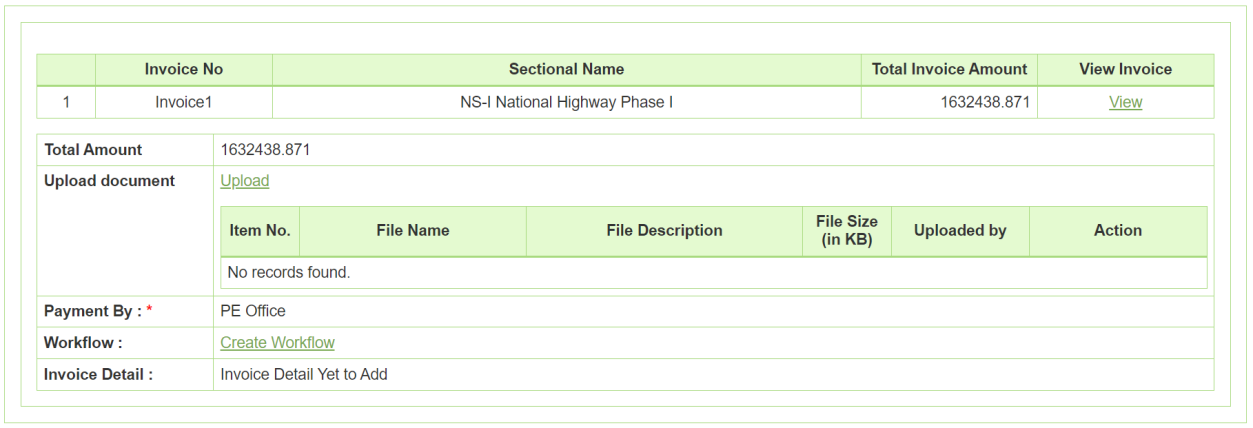 Invoice No Sectional Name Total Invoice Amount View Invoice
1 Invoice1 NS-I National Highway Phase I 1632438.871 View
Total Amount 1632438.871
Upload document Upload
Item No. File Name File Description File Size (in KB) Uploaded by Action
No records found.
Payment By : * PE Office
Workflow : Create Workflow
Invoice Detail : Invoice Detail Yet to Add